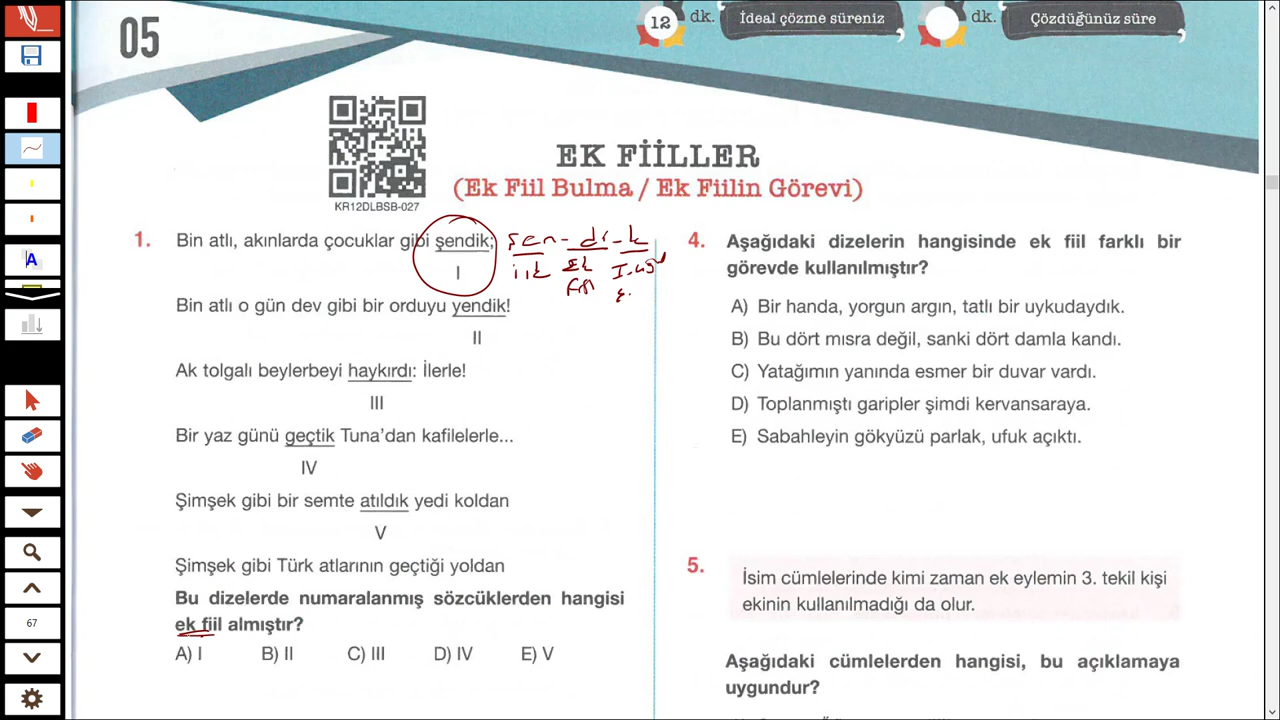 05
12 dk. İdeal çözme süreniz
dk. Çözdüğünüz süre
KR12DLBSB-027
EK FİİLLER
(Ek Fiil Bulma / Ek Fiilin Görevi)
1. Bin atlı, akınlarda çocuklar gibi şendik;
I
şen - di - k
Ek
Bin atlı o gün dev gibi bir orduyu yendik!
II
Ak tolgalı beylerbeyi haykırdı: İlerle!
III
Bir yaz günü geçtik Tuna’dan kafilelerle...
IV
Şimşek gibi bir semte atıldık yedi koldan
V
Şimşek gibi Türk atlarının geçtiği yoldan
Bu dizelerde numaralanmış sözcüklerden hangisi
ek fiil almıştır?
A) I B) II C) III D) IV E) V
4. Aşağıdaki dizelerin hangisinde ek fiil farklı bir
görevde kullanılmıştır?
A) Bir handa, yorgun argın, tatlı bir uykudaydık.
B) Bu dört mısra değil, sanki dört damla kandı.
C) Yatağımın yanında esmer bir duvar vardı.
D) Toplanmıştı garipler şimdi kervansaraya.
E) Sabahleyin gökyüzü parlak, ufuk açıktı.
5. İsim cümlelerinde kimi zaman ek eylemin 3. tekil kişi
ekinin kullanılmadığı da olur.
Aşağıdaki cümlelerden hangisi, bu açıklamaya
uygundur?
A
67